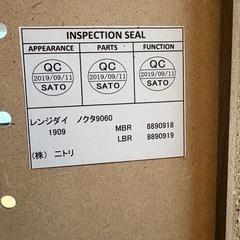 INSPECTION SEAL
APPEARANCE PARTS FUNCTION
QC QC QC
2019/09/11 2019/09/11 2019/09/11
SATO SATO SATO
レンジダイ ノクタ9060
1909 MBR 8890918
LBR 8890919
(株) ニトリ